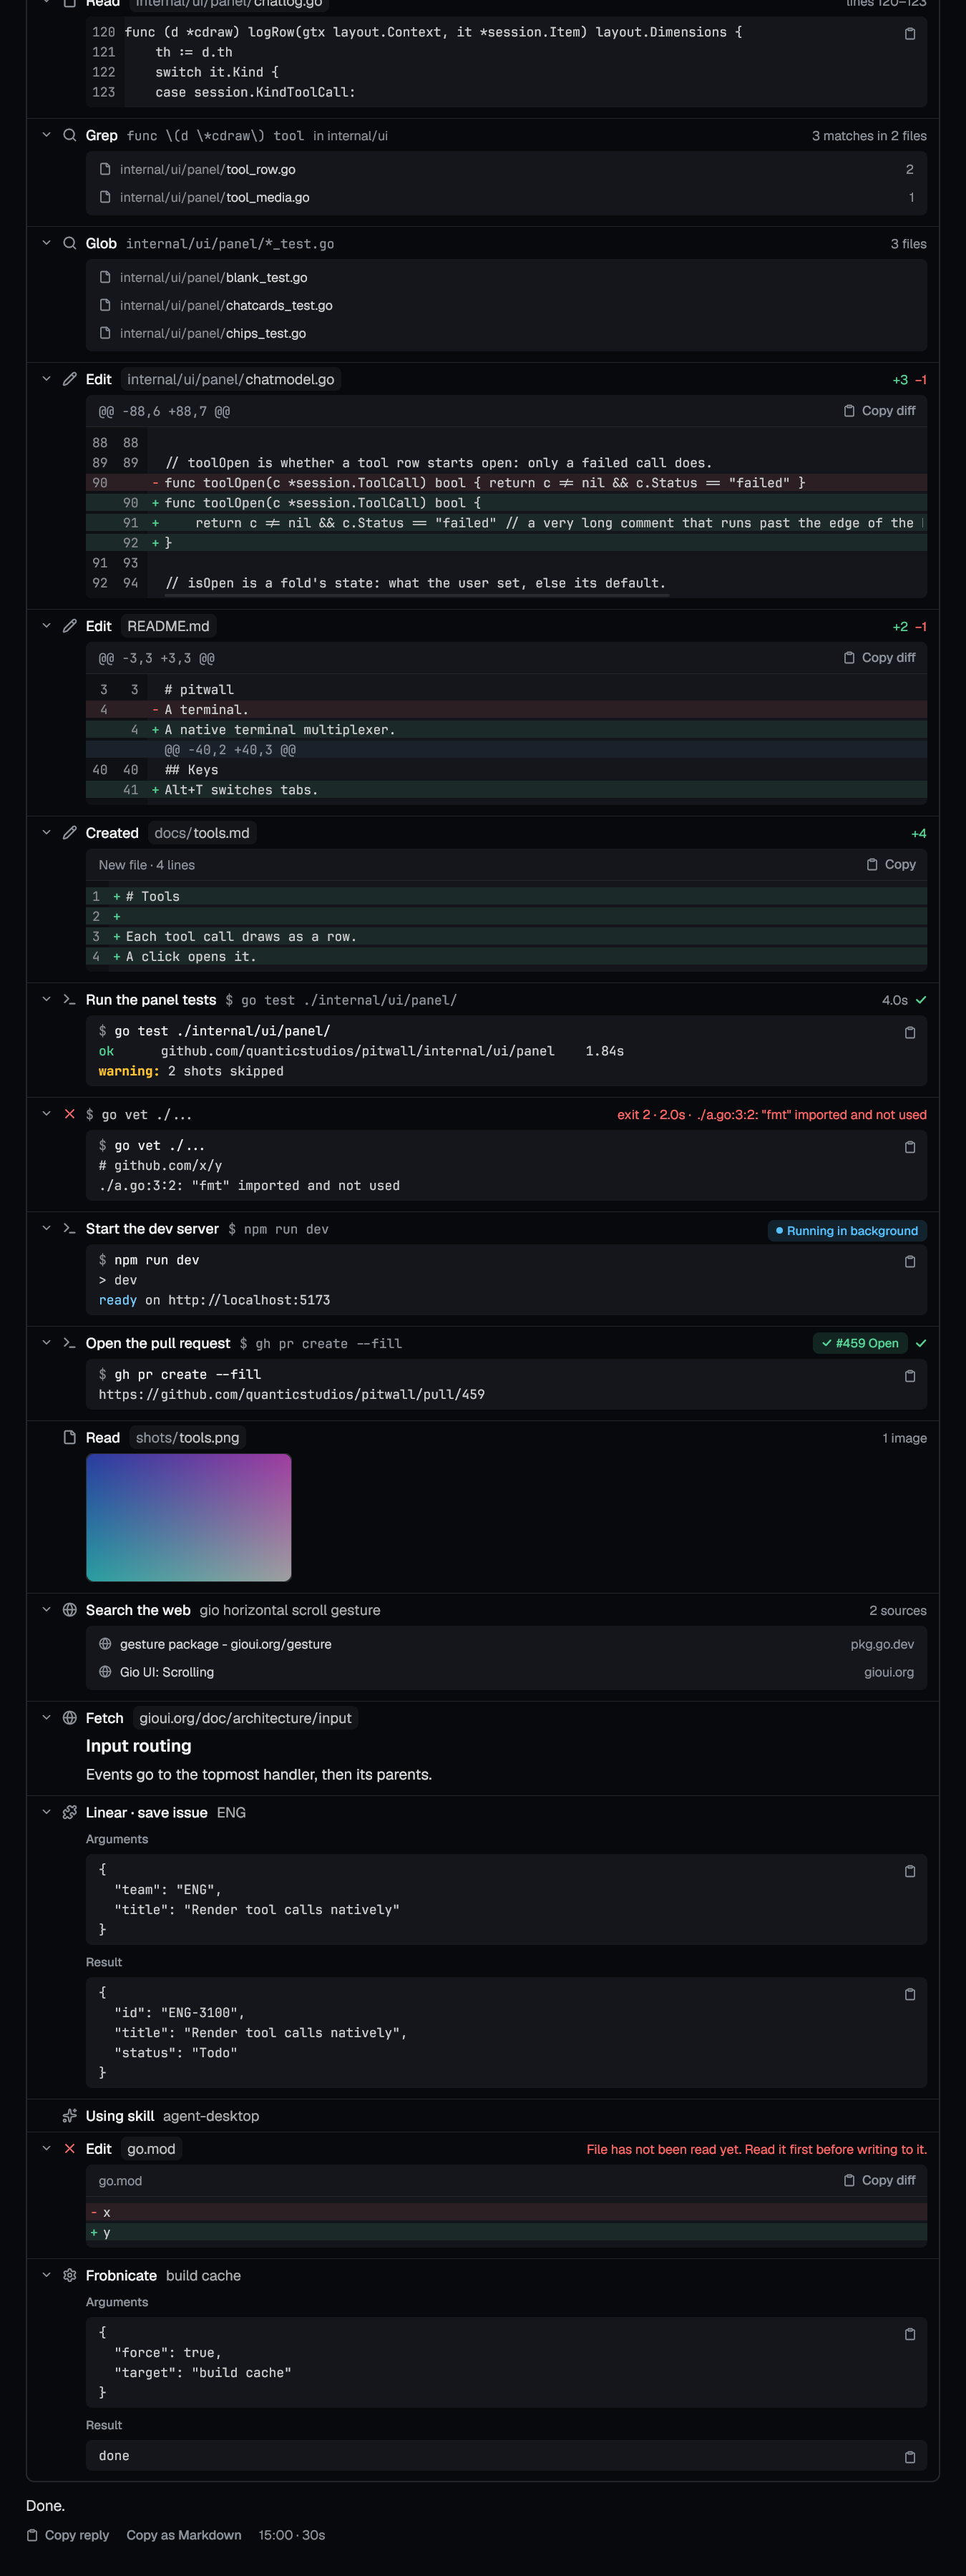 Read internal/ui/panel/chatlog.go lines 120–123
120 func (d *cdraw) logRow(gtx layout.Context, it *session.Item) layout.Dimensions {
121     th := d.th
122     switch it.Kind {
123     case session.KindToolCall:
Grep func \(d \*cdraw\) tool in internal/ui 3 matches in 2 files
internal/ui/panel/tool_row.go 2
internal/ui/panel/tool_media.go 1
Glob internal/ui/panel/*_test.go 3 files
internal/ui/panel/blank_test.go
internal/ui/panel/chatcards_test.go
internal/ui/panel/chips_test.go
Edit internal/ui/panel/chatmodel.go +3 −1
@@ -88,6 +88,7 @@ Copy diff
88 88
89 89 // toolOpen is whether a tool row starts open: only a failed call does.
90 - func toolOpen(c *session.ToolCall) bool { return c != nil && c.Status == "failed" }
90 + func toolOpen(c *session.ToolCall) bool {
91 +     return c != nil && c.Status == "failed" // a very long comment that runs past the edge of the
92 + }
91 93
92 94 // isOpen is a fold's state: what the user set, else its default.
Edit README.md +2 −1
@@ -3,3 +3,3 @@ Copy diff
3 3 # pitwall
4 - A terminal.
4 + A native terminal multiplexer.
@@ -40,2 +40,3 @@
40 40 ## Keys
41 + Alt+T switches tabs.
Created docs/tools.md +4
New file · 4 lines Copy
1 + # Tools
2 +
3 + Each tool call draws as a row.
4 + A click opens it.
Run the panel tests $ go test ./internal/ui/panel/ 4.0s
$ go test ./internal/ui/panel/
ok      github.com/quanticstudios/pitwall/internal/ui/panel    1.84s
warning: 2 shots skipped
$ go vet ./... exit 2 · 2.0s · ./a.go:3:2: "fmt" imported and not used
$ go vet ./...
# github.com/x/y
./a.go:3:2: "fmt" imported and not used
Start the dev server $ npm run dev Running in background
$ npm run dev
> dev
ready on http://localhost:5173
Open the pull request $ gh pr create --fill #459 Open
$ gh pr create --fill
https://github.com/quanticstudios/pitwall/pull/459
Read shots/tools.png 1 image
Search the web gio horizontal scroll gesture 2 sources
gesture package - gioui.org/gesture pkg.go.dev
Gio UI: Scrolling gioui.org
Fetch gioui.org/doc/architecture/input
Input routing
Events go to the topmost handler, then its parents.
Linear · save issue ENG
Arguments
{
  "team": "ENG",
  "title": "Render tool calls natively"
}
Result
{
  "id": "ENG-3100",
  "title": "Render tool calls natively",
  "status": "Todo"
}
Using skill agent-desktop
Edit go.mod File has not been read yet. Read it first before writing to it.
go.mod Copy diff
- x
+ y
Frobnicate build cache
Arguments
{
  "force": true,
  "target": "build cache"
}
Result
done
Done.
Copy reply Copy as Markdown 15:00 · 30s